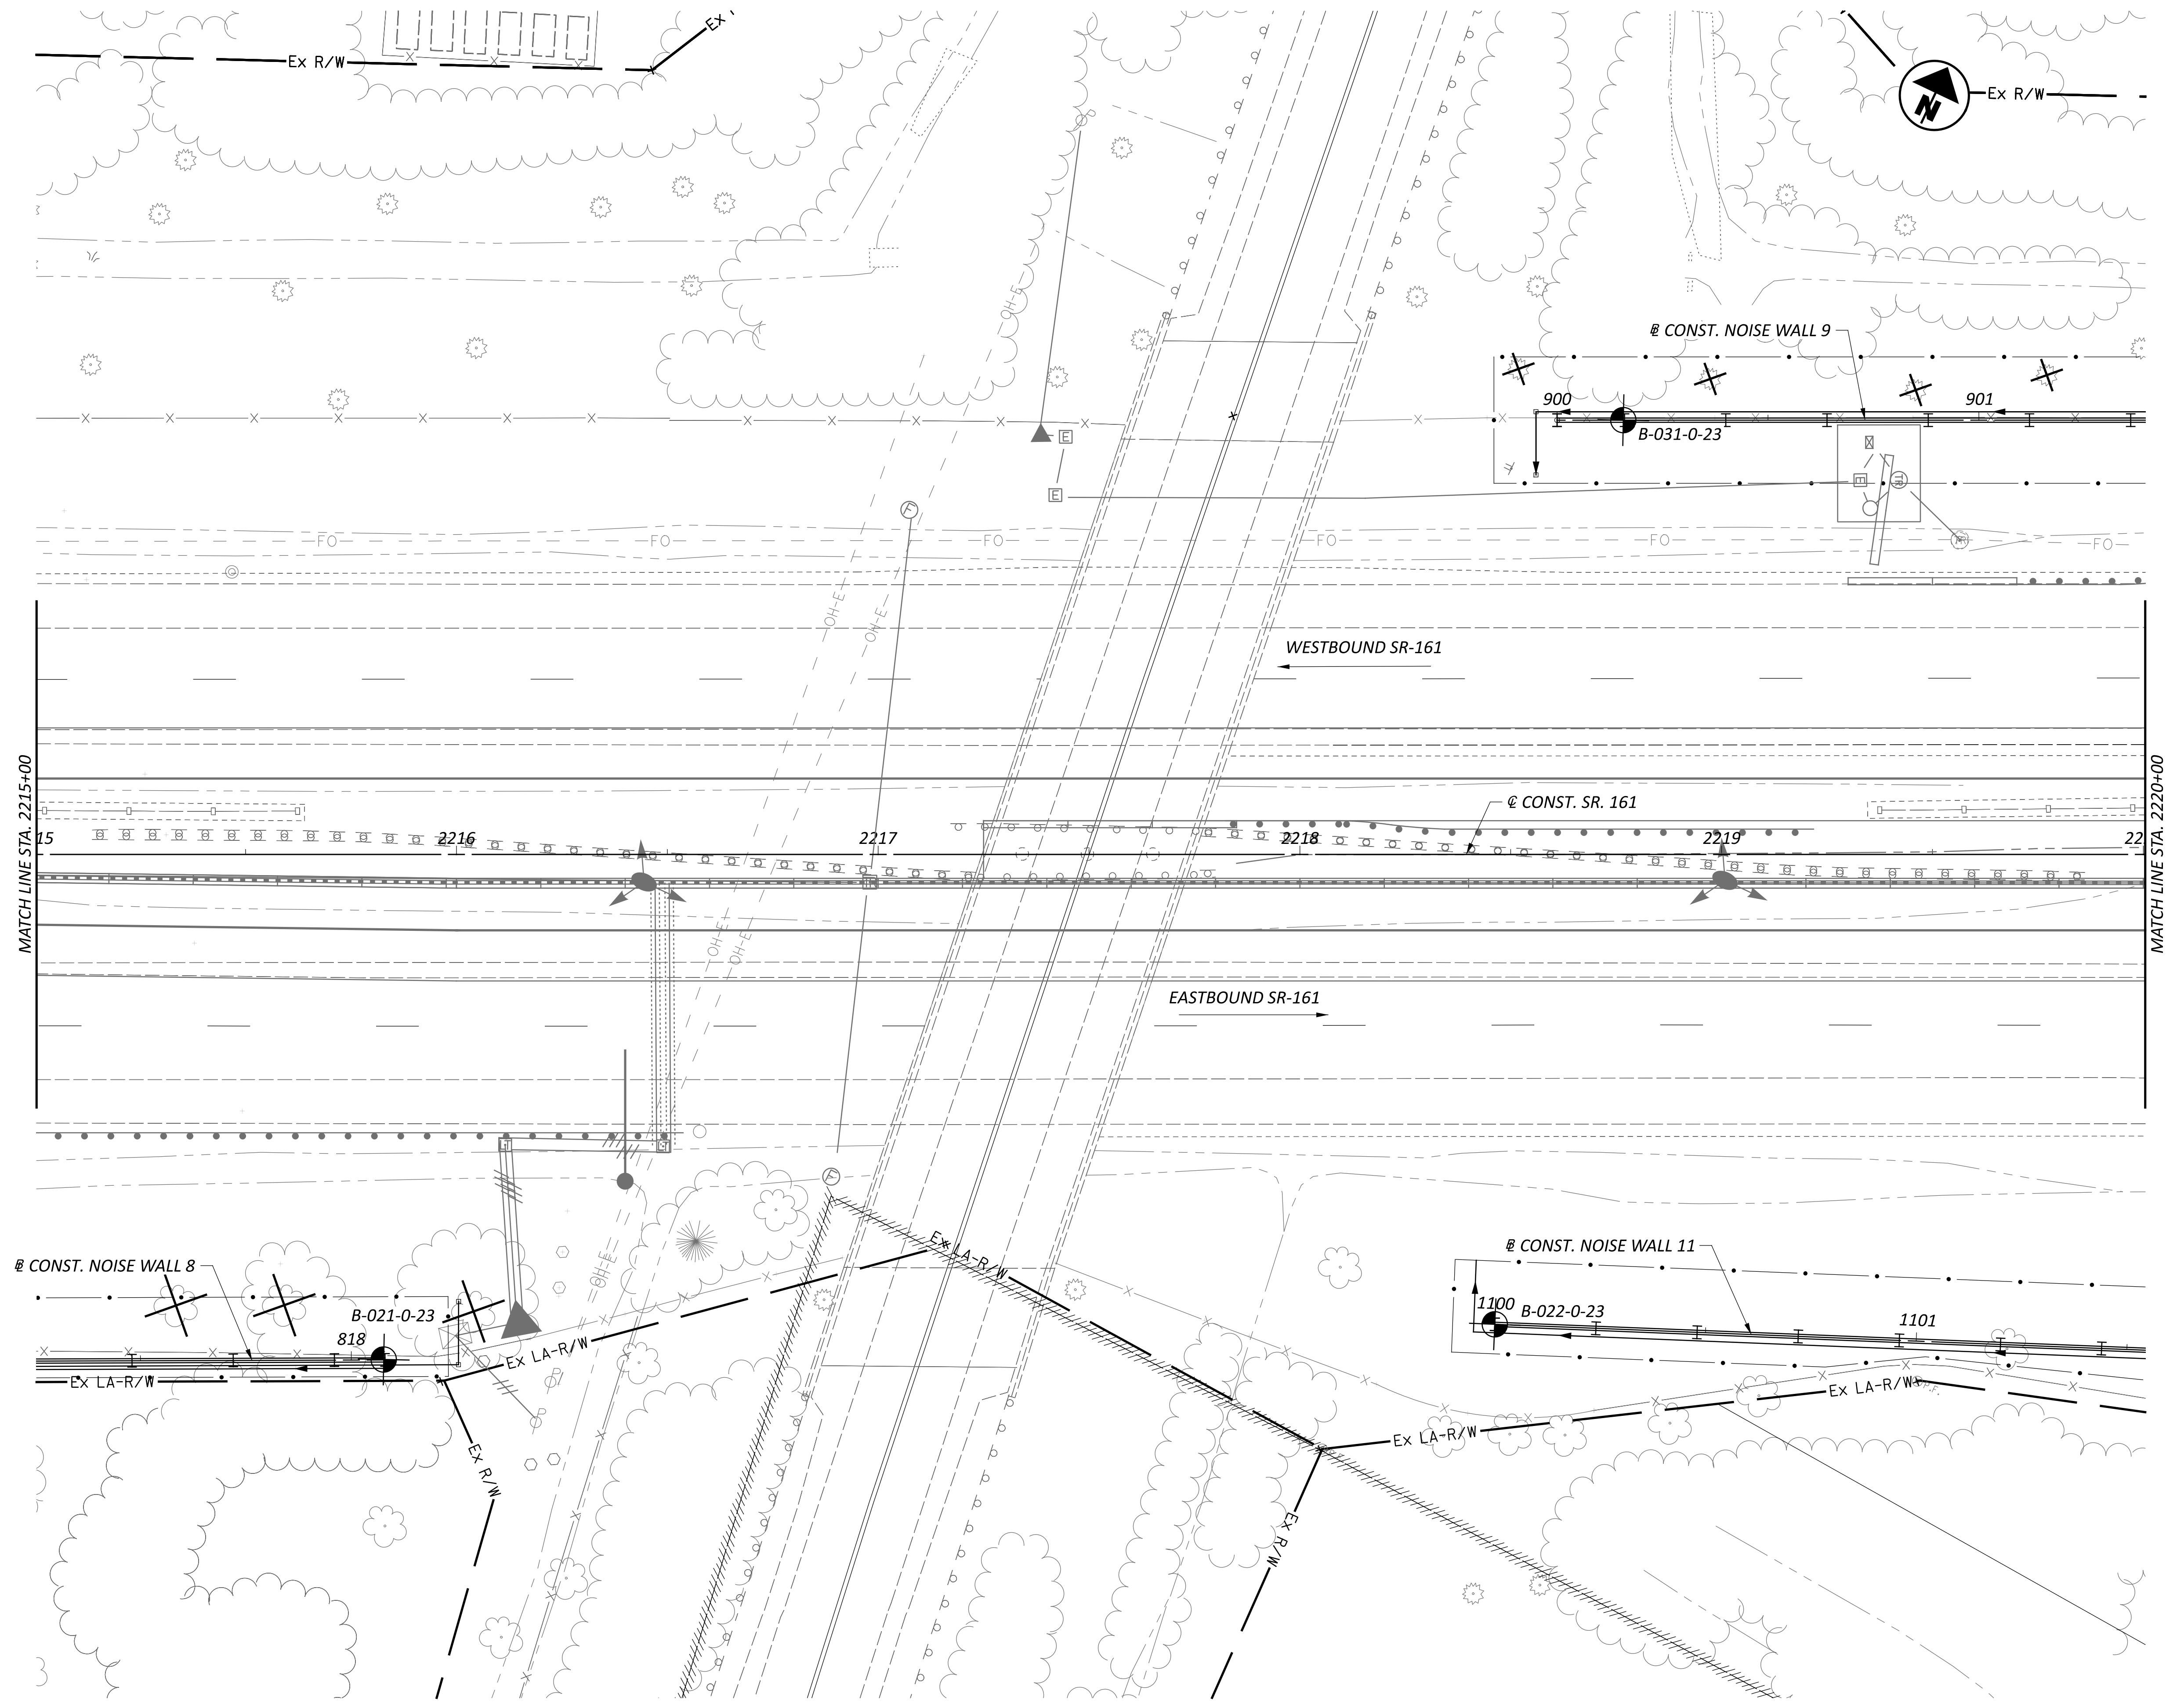 Ex R/W
Ex
N
Ex R/W
OH-E
℄ CONST. NOISE WALL 9
900
901
B-031-0-23
E
E
E
TR
F
FO
FO
FO
FO
FO
FO
OH-E
OH-E
WESTBOUND SR-161
MATCH LINE STA. 2215+00
MATCH LINE STA. 2220+00
℄ CONST. SR. 161
15
2216
2217
2218
2219
22
OH-E
OH-E
EASTBOUND SR-161
F
Ex LA-R/W
OH-E
℄ CONST. NOISE WALL 8
℄ CONST. NOISE WALL 11
B-021-0-23
818
1100
B-022-0-23
1101
Ex LA-R/W
Ex LA-R/W
Ex LA-R/W
Ex LA-R/W
Ex R/W
Ex R/W